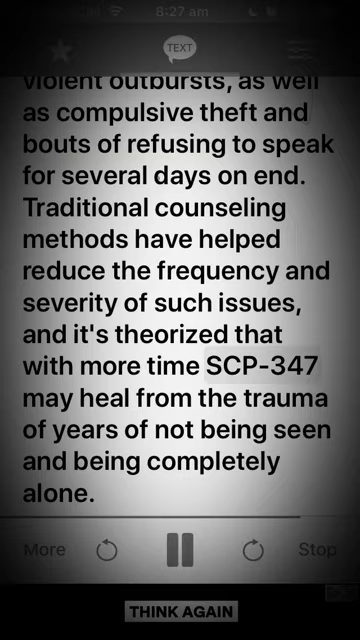 8:27 am
TEXT
violent outbursts, as well
as compulsive theft and
bouts of refusing to speak
for several days on end.
Traditional counseling
methods have helped
reduce the frequency and
severity of such issues,
and it's theorized that
with more time SCP-347
may heal from the trauma
of years of not being seen
and being completely
alone.
More
Stop
THINK AGAIN